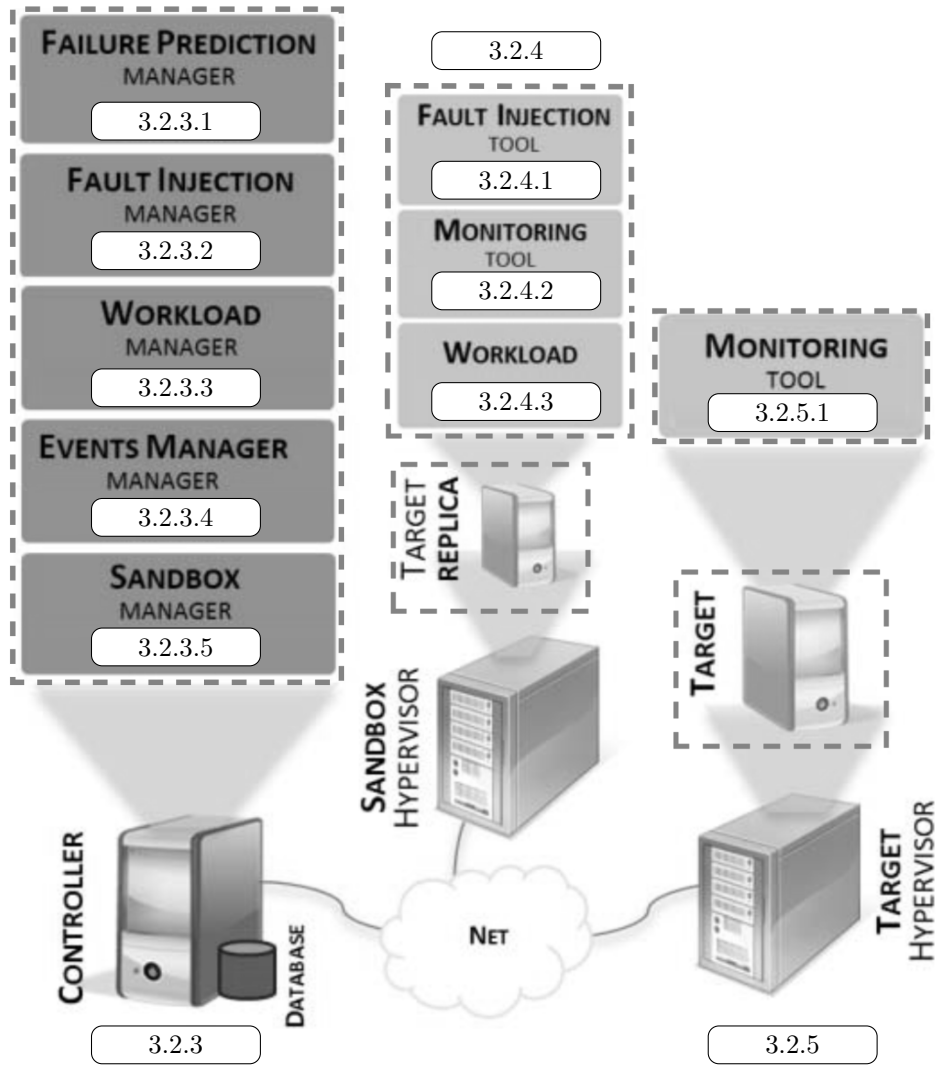 FAILURE PREDICTION
MANAGER
3.2.3.1
FAULT INJECTION
MANAGER
3.2.3.2
WORKLOAD
MANAGER
3.2.3.3
EVENTS MANAGER
MANAGER
3.2.3.4
SANDBOX
MANAGER
3.2.3.5
CONTROLLER
DATABASE
3.2.3
3.2.4
FAULT INJECTION
TOOL
3.2.4.1
MONITORING
TOOL
3.2.4.2
WORKLOAD
3.2.4.3
TARGET
REPLICA
SANDBOX
HYPERVISOR
NET
MONITORING
TOOL
3.2.5.1
TARGET
TARGET
HYPERVISOR
3.2.5